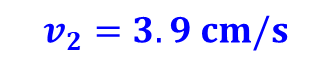 v₂ = 3.9 cm/s